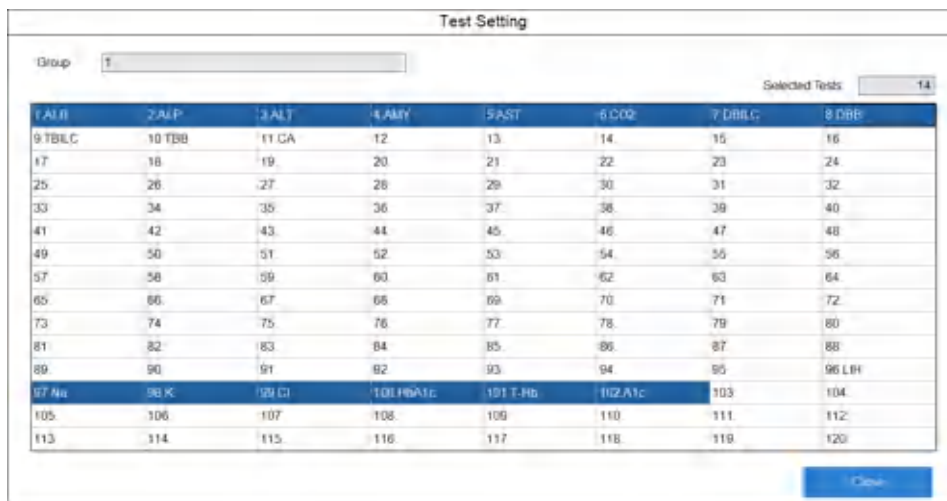 Test Setting
Group 1
Selected Tests 14
1.ALB 2.ALP 3.ALT 4.AMY 5.AST 6.CO2 7.DBILC 8.DBB
9.TBILC 10.TBB 11.CA 12. 13. 14. 15. 16.
17. 18. 19. 20. 21. 22. 23. 24.
25. 26. 27. 28. 29. 30. 31. 32.
33. 34. 35. 36. 37. 38. 39. 40.
41. 42. 43. 44. 45. 46. 47. 48.
49. 50. 51. 52. 53. 54. 55. 56.
57. 58. 59. 60. 61. 62. 63. 64.
65. 66. 67. 68. 69. 70. 71. 72.
73. 74. 75. 76. 77. 78. 79. 80.
81. 82. 83. 84. 85. 86. 87. 88.
89. 90. 91. 92. 93. 94. 95. 96.LIH
97.Na 98.K 99.Cl 100.HbA1c 101.T-Hb 102.A1c 103. 104.
105. 106. 107. 108. 109. 110. 111. 112.
113. 114. 115. 116. 117. 118. 119. 120.
Close